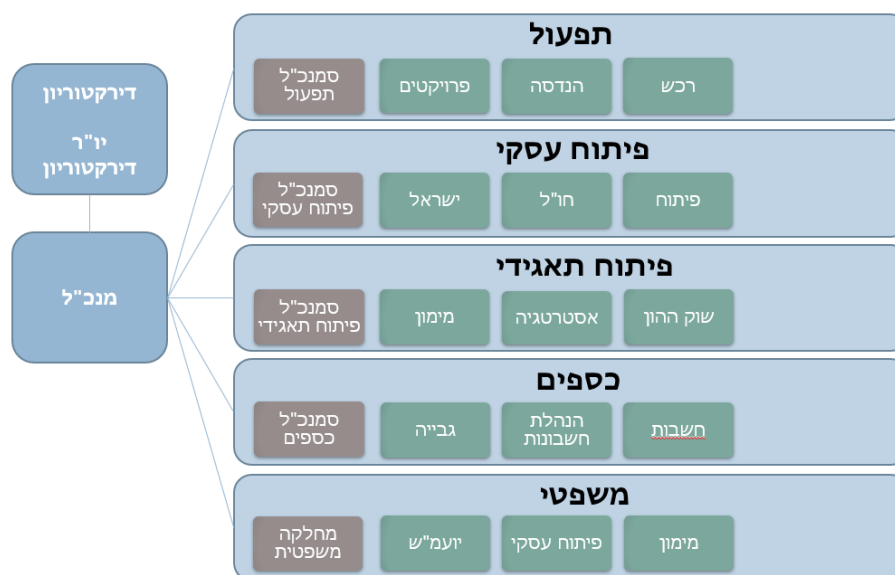 דירקטוריון
יו"ר
דירקטוריון
מנכ"ל
תפעול
סמנכ"ל
תפעול
פרויקטים
הנדסה
רכש
פיתוח עסקי
סמנכ"ל
פיתוח עסקי
ישראל
חו"ל
פיתוח
פיתוח תאגידי
סמנכ"ל
פיתוח תאגידי
מימון
אסטרטגיה
שוק ההון
כספים
סמנכ"ל
כספים
גבייה
הנהלת
חשבונות
חשבות
משפטי
מחלקה
משפטית
יועמ"ש
פיתוח עסקי
מימון